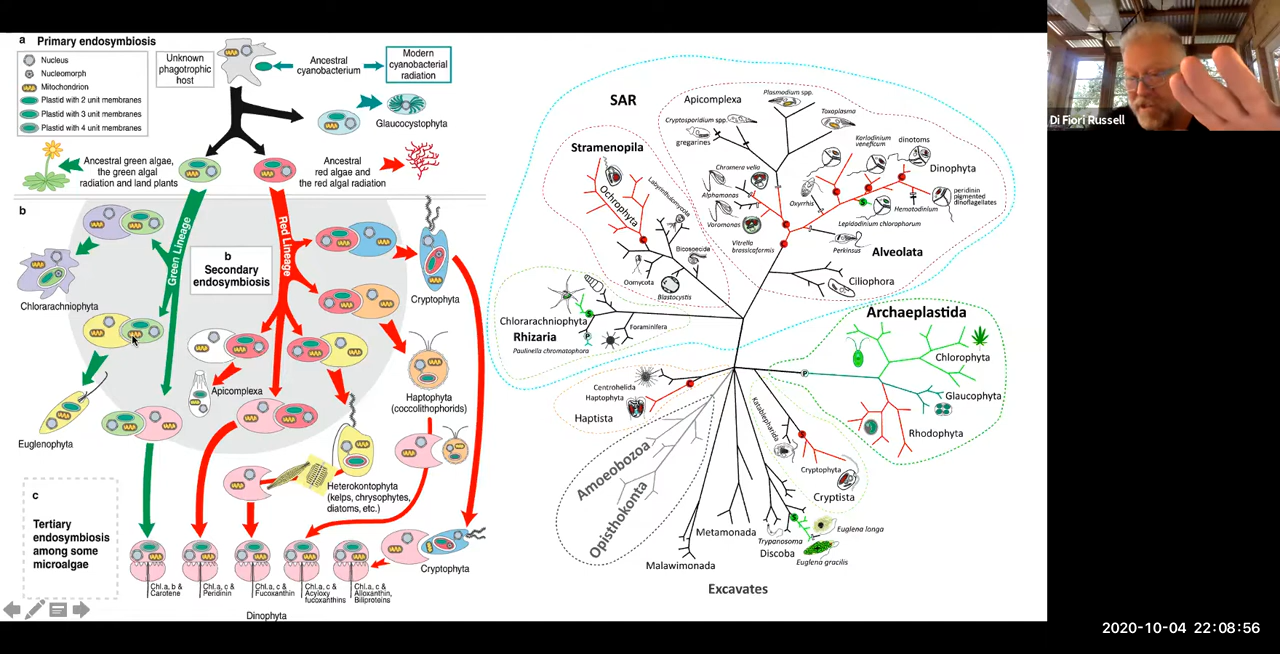 a Primary endosymbiosis
Nucleus
Nucleomorph
Mitochondrion
Plastid with 2 unit membranes
Plastid with 3 unit membranes
Plastid with 4 unit membranes
Unknown
phagotrophic
host
Ancestral
cyanobacterium
Modern
cyanobacterial
radiation
Glaucocystophyta
Ancestral green algae,
the green algal
radiation and land plants
Ancestral
red algae and
the red algal radiation
b
Green Lineage
Red Lineage
b
Secondary
endosymbiosis
Chlorarachniophyta
Cryptophyta
Apicomplexa
Haptophyta
(coccolithophorids)
Euglenophyta
Heterokontophyta
(kelps, chrysophytes,
diatoms, etc.)
c
Tertiary
endosymbiosis
among some
microalgae
Cryptophyta
Chl.a, b &
Carotene
Chl.a, c &
Peridinin
Chl.a, c &
Fucoxanthin
Chl.a, c &
Acyloxy
fucoxanthins
Chl.a, c &
Alloxanthin,
Biliproteins
Dinophyta
SAR
Apicomplexa
Plasmodium spp.
Toxoplasma
Cryptosporidium spp.
gregarines
Stramenopila
Karlodinium
veneficum
dinotoms
Dinophyta
Chromera velia
Ochrophyta
Labyrinthulomycota
Alphamonas
Oxyrrhis
peridinin
pigmented
dinoflagellates
Hematodinium
Lepidodinium chlorophorum
Voromonas
Vitrella
brassicaformis
Perkinsus
Bicosoecida
Alveolata
Oomycota
Blastocystis
Ciliophora
Chlorarachniophyta
S
Foraminifera
Rhizaria
P
Paulinella chromatophora
Archaeplastida
Chlorophyta
P
Centrohelida
Haptophyta
Haptista
Glaucophyta
Katablepharida
Rhodophyta
Amoebozoa
Opisthokonta
Cryptophyta
Cryptista
Metamonada
Trypanosoma
Discoba
S
Euglena longa
Euglena gracilis
Malawimonada
Excavates
Di Fiori Russell
2020-10-04 22:08:56